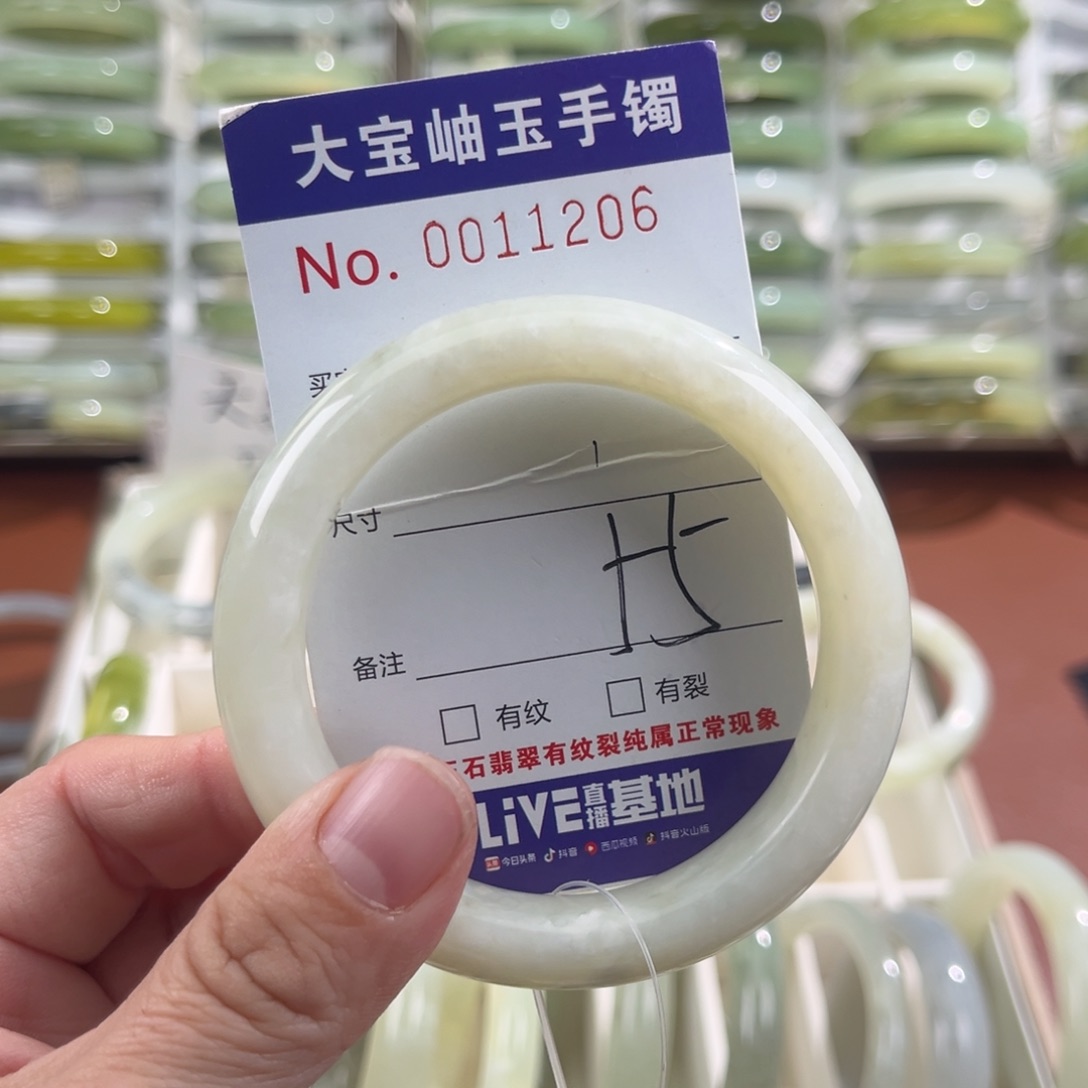 大宝岫玉手镯
No. 0011206
尺寸
H5
备注
有纹
有裂
石翡翠有纹裂纯属正常现象
LiVE直播基地
今日头条 抖音 西瓜视频 抖音火山版